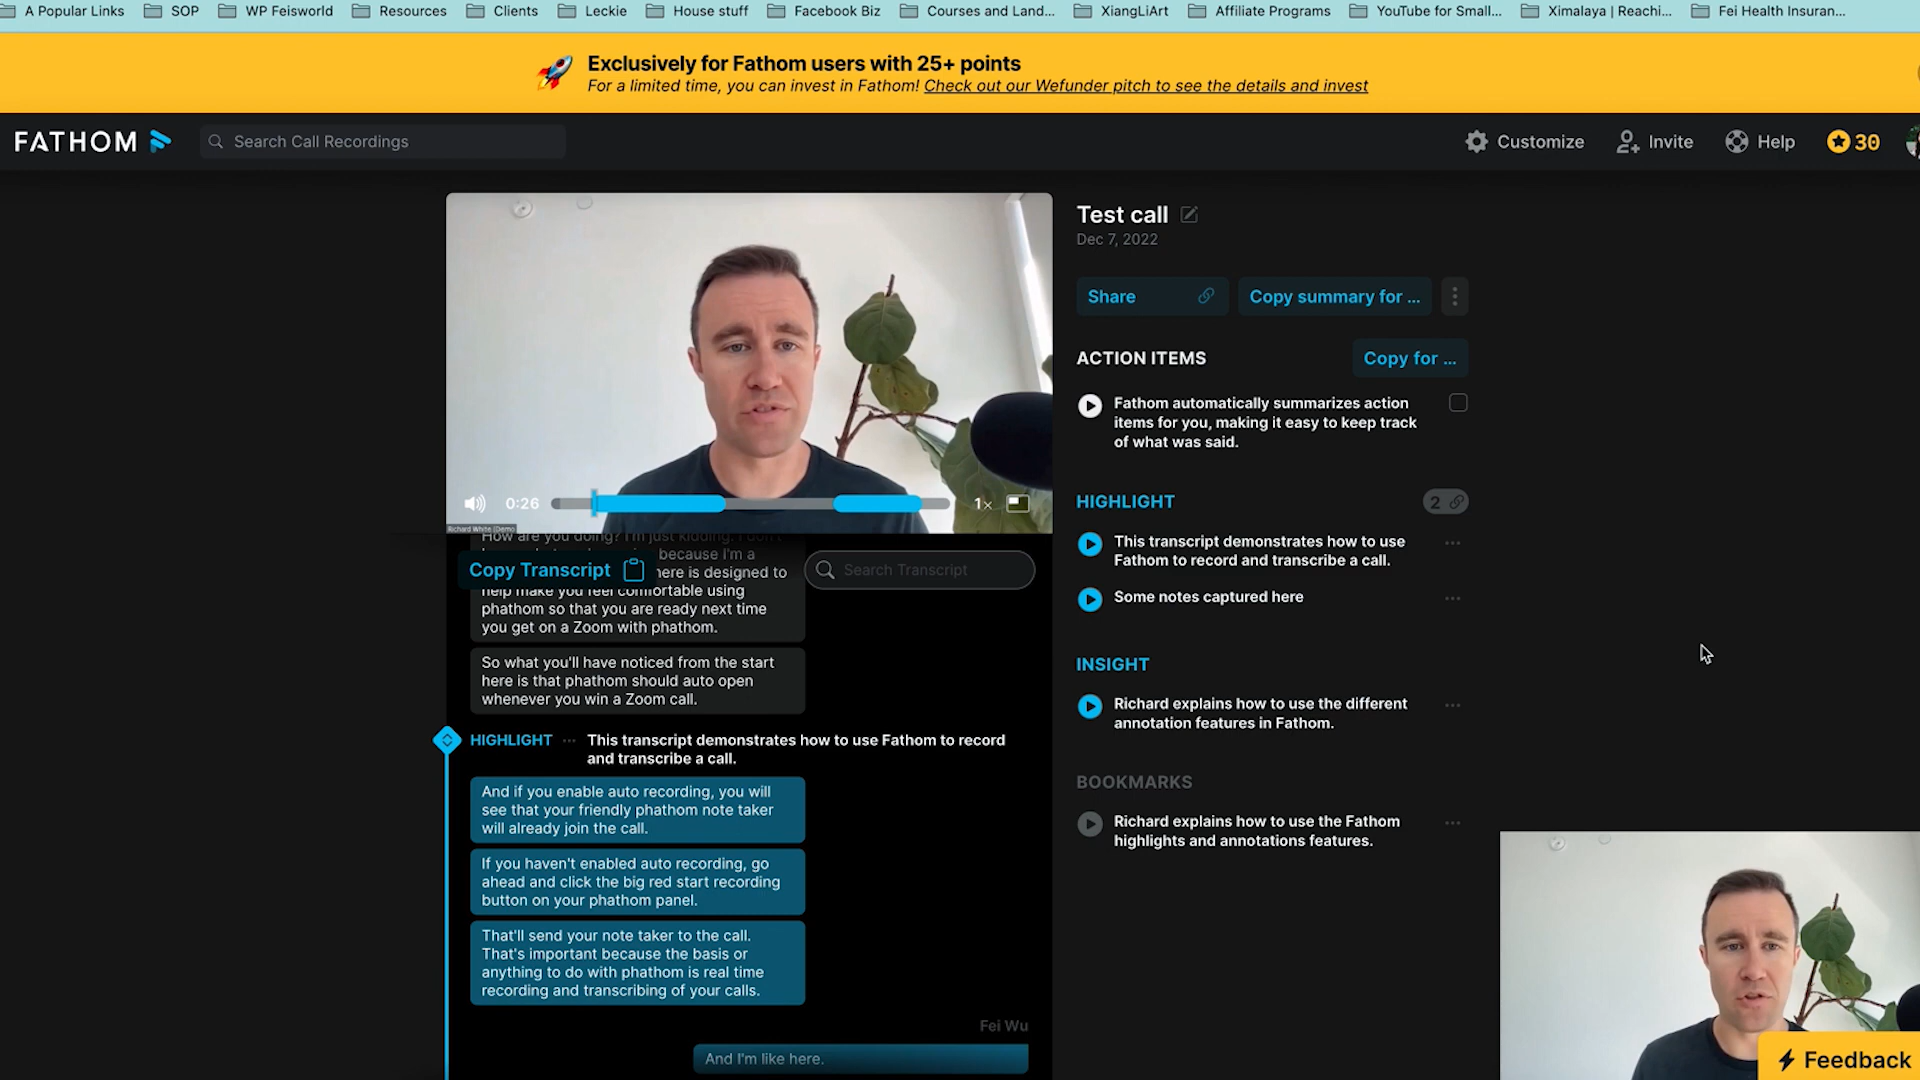 A Popular Links
SOP
WP Feisworld
Resources
Clients
Leckie
House stuff
Facebook Biz
Courses and Land...
XiangLiArt
Affiliate Programs
YouTube for Small...
Ximalaya | Reachi...
Fei Health Insuran...
Exclusively for Fathom users with 25+ points
For a limited time, you can invest in Fathom! Check out our Wefunder pitch to see the details and invest
FATHOM
Search Call Recordings
Customize
Invite
Help
30
0:26
1×
Richard White (Demo
How are you doing? I'm just kidding. I don't
because I'm a
here is designed to
help make you feel comfortable using
phathom so that you are ready next time
you get on a Zoom with phathom.
Copy Transcript
Search Transcript
So what you'll have noticed from the start
here is that phathom should auto open
whenever you win a Zoom call.
HIGHLIGHT
This transcript demonstrates how to use Fathom to record
and transcribe a call.
And if you enable auto recording, you will
see that your friendly phathom note taker
will already join the call.
If you haven't enabled auto recording, go
ahead and click the big red start recording
button on your phathom panel.
That'll send your note taker to the call.
That's important because the basis or
anything to do with phathom is real time
recording and transcribing of your calls.
Fei Wu
And I'm like here.
Test call
Dec 7, 2022
Share
Copy summary for ...
ACTION ITEMS
Copy for ...
Fathom automatically summarizes action
items for you, making it easy to keep track
of what was said.
HIGHLIGHT
2
This transcript demonstrates how to use
Fathom to record and transcribe a call.
Some notes captured here
INSIGHT
Richard explains how to use the different
annotation features in Fathom.
BOOKMARKS
Richard explains how to use the Fathom
highlights and annotations features.
Feedback